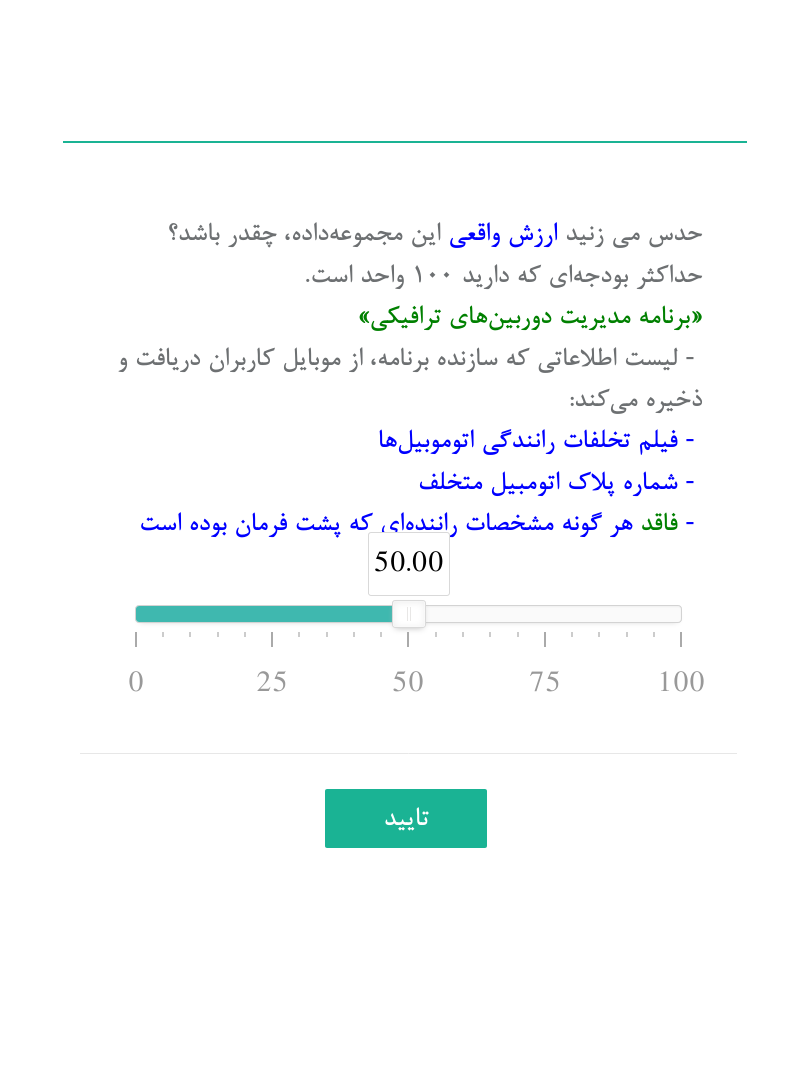 حدس می زنید ارزش واقعی این مجموعه‌داده، چقدر باشد؟
حداکثر بودجه‌ای که دارید ۱۰۰ واحد است.
«برنامه مدیریت دوربین‌های ترافیکی»
- لیست اطلاعاتی که سازنده برنامه، از موبایل کاربران دریافت و
ذخیره می‌کند:
- فیلم تخلفات رانندگی اتوموبیل‌ها
- شماره پلاک اتومبیل متخلف
- فاقد هر گونه مشخصات راننده‌ای که پشت فرمان بوده است
50.00
0 25 50 75 100
تایید